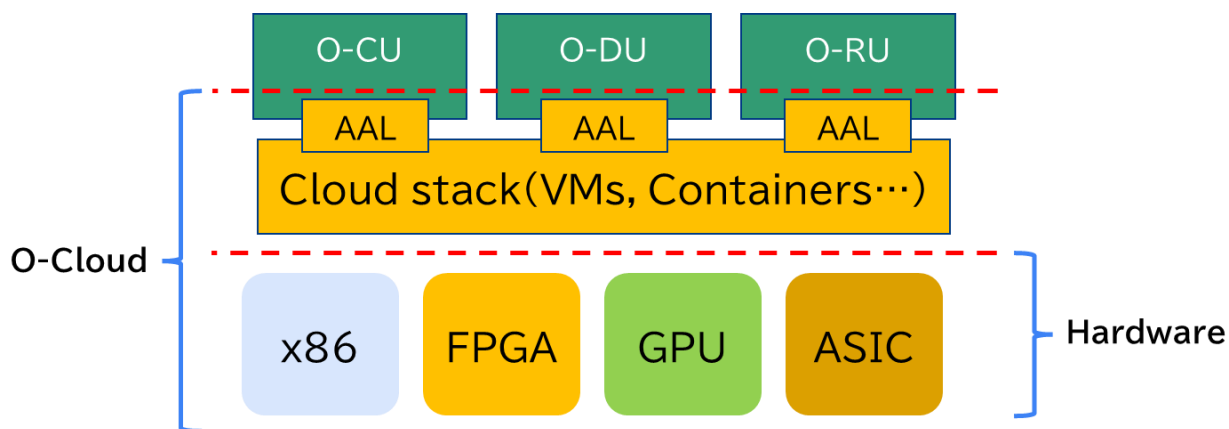 O-CU
O-DU
O-RU
AAL
AAL
AAL
Cloud stack(VMs, Containers…)
O-Cloud
x86
FPGA
GPU
ASIC
Hardware